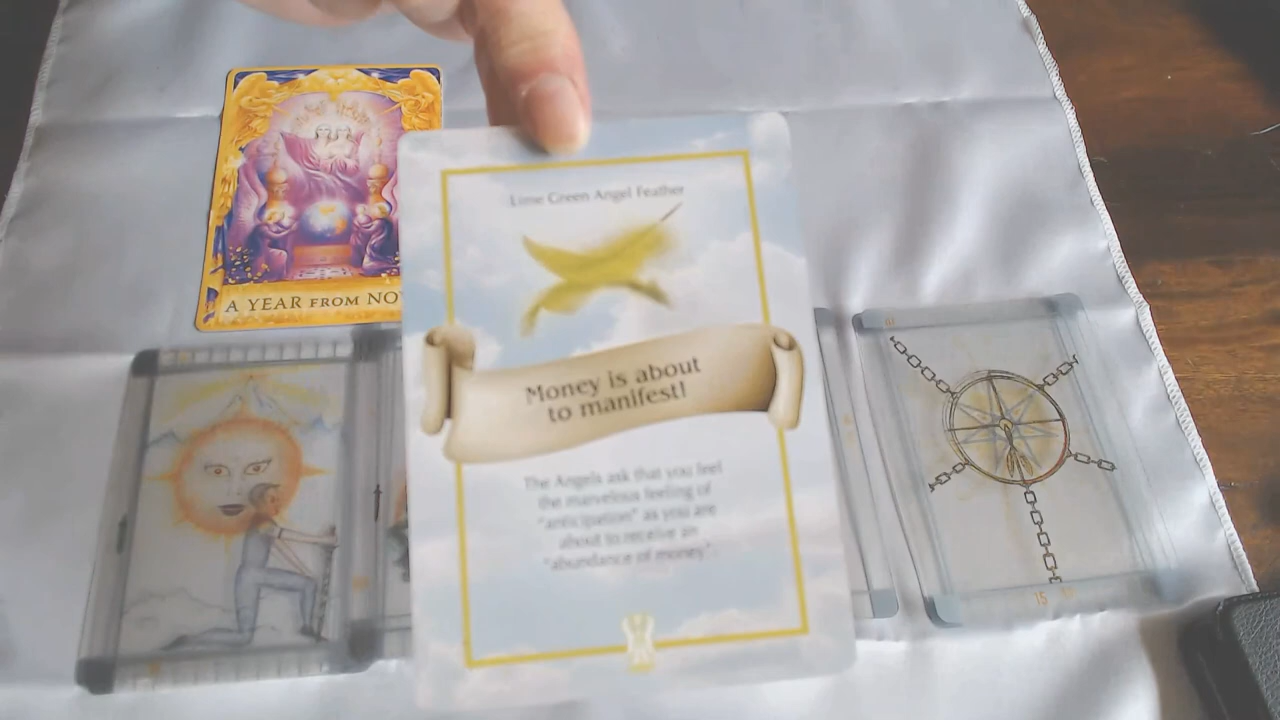 Lime Green Angel Feather
Money is about
to manifest!
The Angels ask that you feel
the marvelous feeling of
"anticipation" as you are
about to receive an
"abundance of money".
A YEAR FROM NO
15